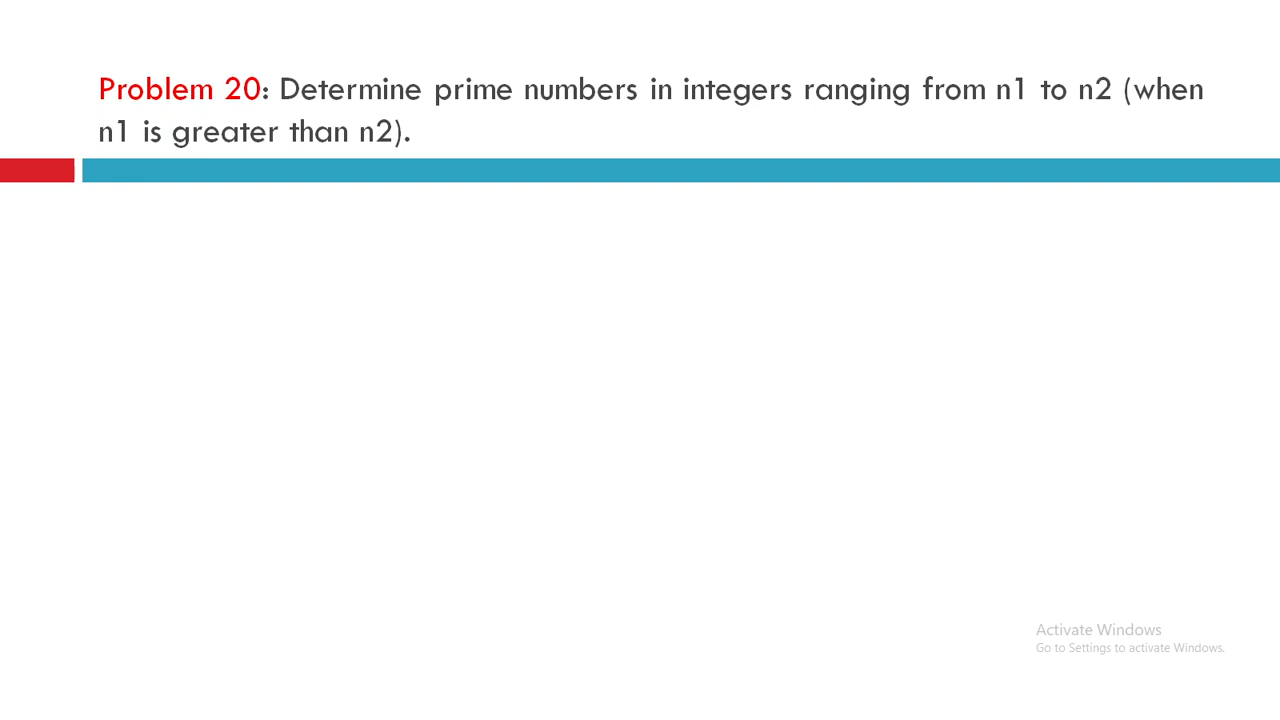 Problem 20: Determine prime numbers in integers ranging from n1 to n2 (when
n1 is greater than n2).
Activate Windows
Go to Settings to activate Windows.